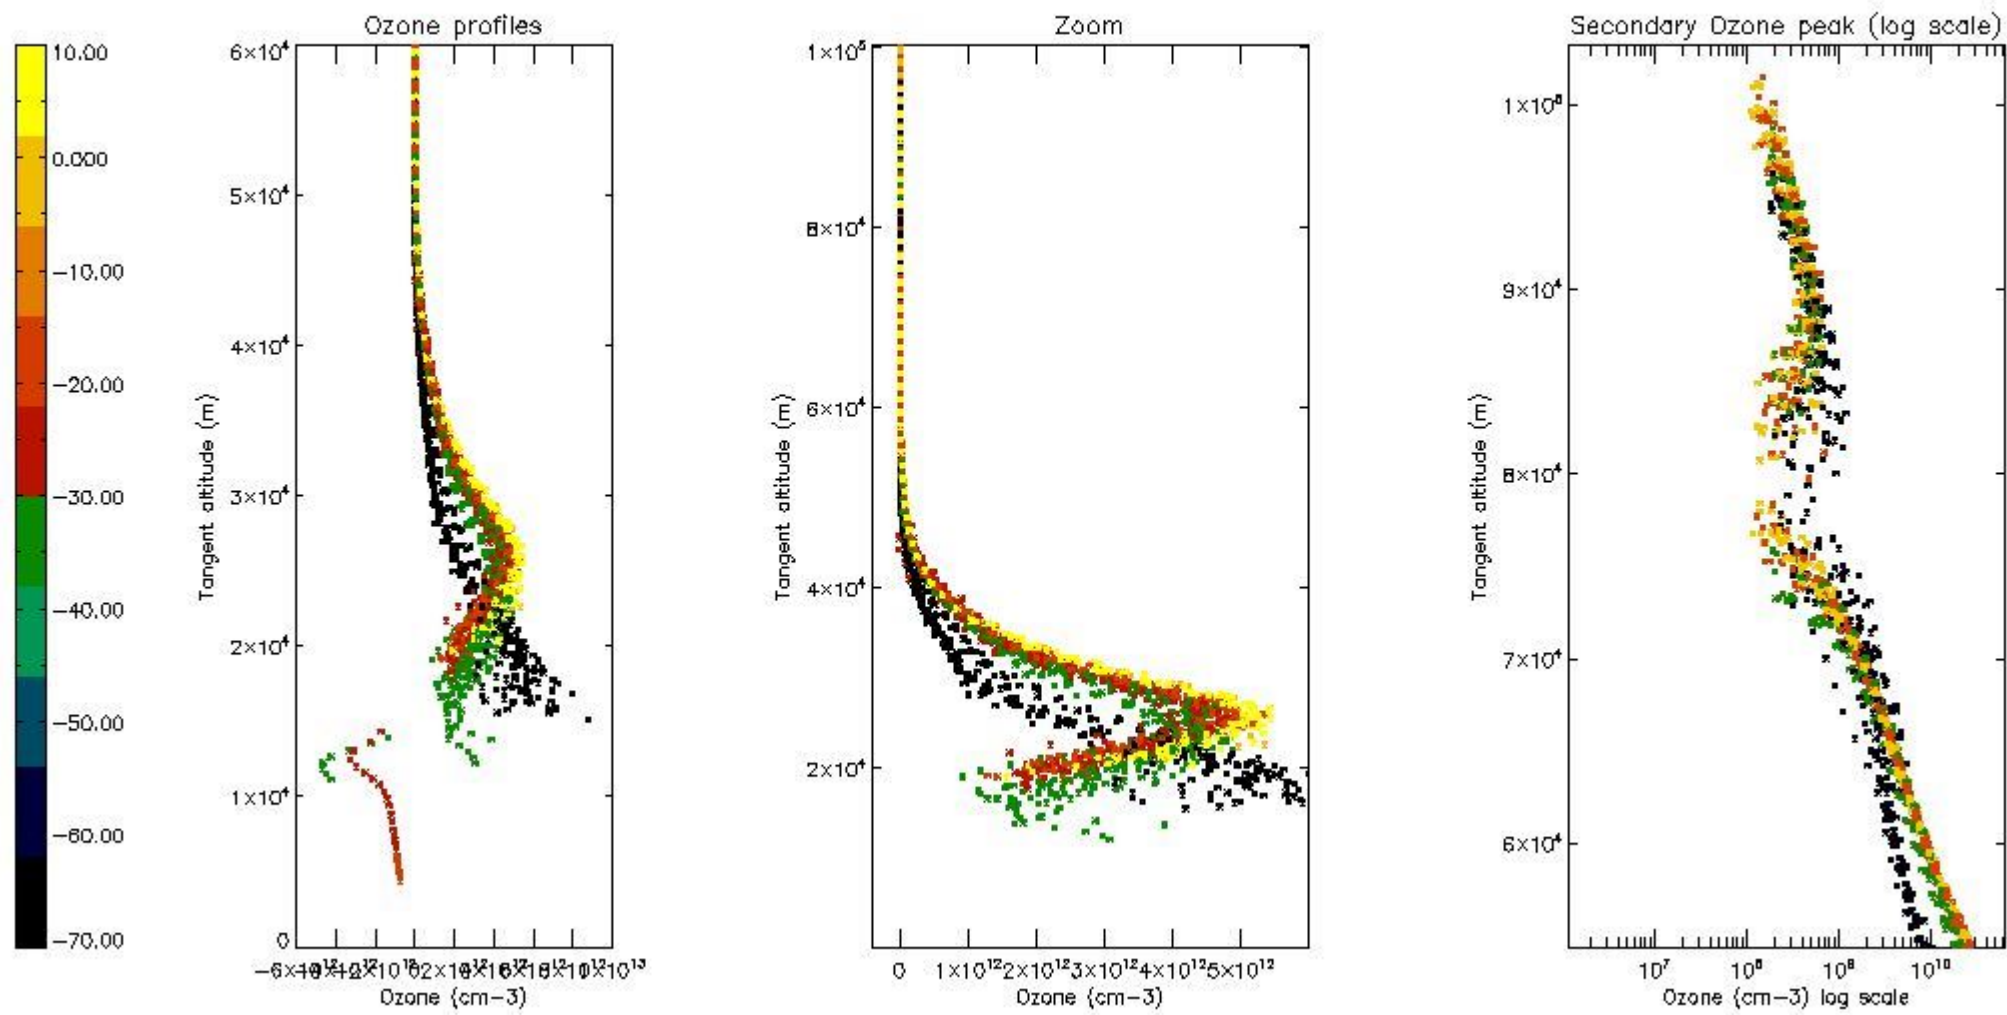 Ozone profiles
Zoom
Secondary Ozone peak (log scale)
10.00
0.000
−10.00
−20.00
−30.00
−40.00
−50.00
−60.00
−70.00
6×10⁴
5×10⁴
4×10⁴
3×10⁴
2×10⁴
1×10⁴
0
Tangent altitude (m)
Ozone (cm−3)
1×10⁵
8×10⁴
6×10⁴
4×10⁴
2×10⁴
Tangent altitude (m)
0 1×10¹² 2×10¹² 3×10¹² 4×10¹² 5×10¹²
Ozone (cm−3)
9×10⁴
8×10⁴
7×10⁴
6×10⁴
Tangent altitude (m)
10⁷ 10⁸ 10⁹ 10¹⁰
Ozone (cm−3) log scale